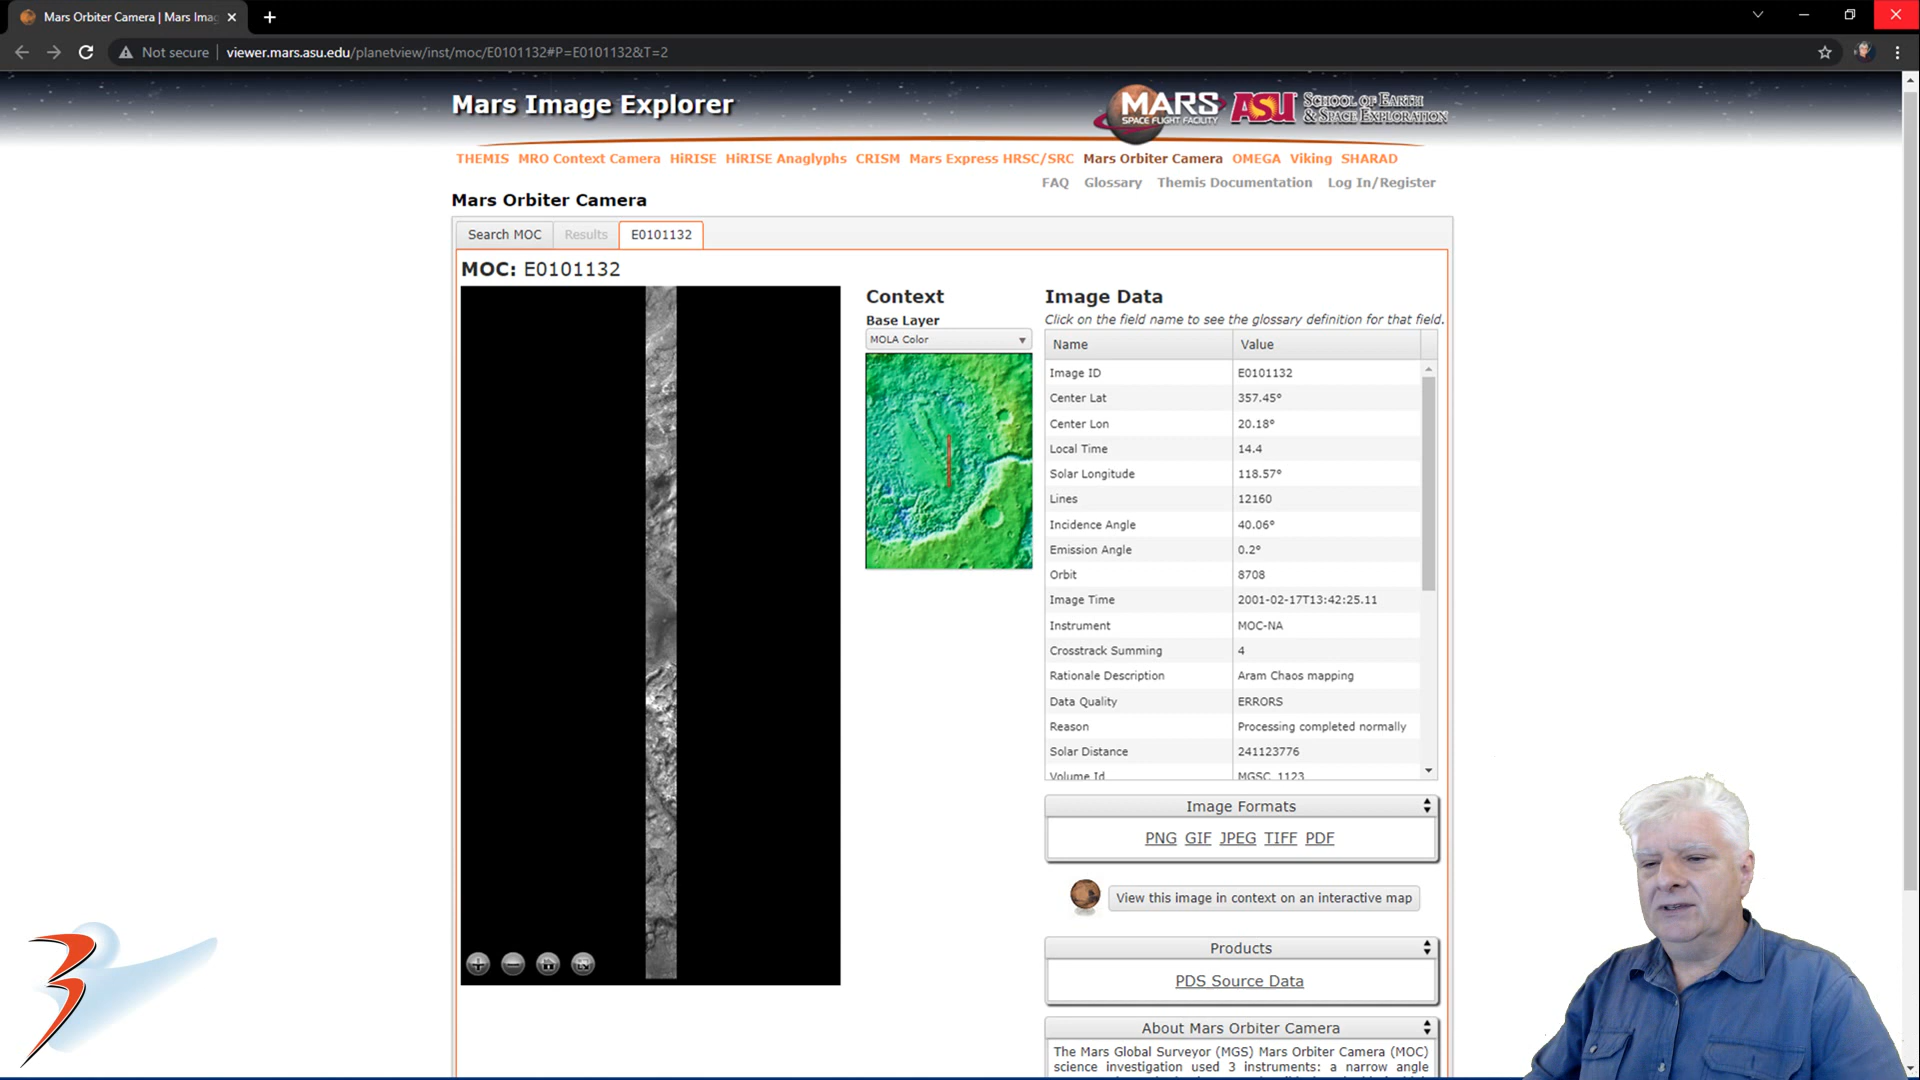 Mars Orbiter Camera | Mars Imag
Not secure
viewer.mars.asu.edu/planetview/inst/moc/E0101132#P=E0101132&T=2
Mars Image Explorer
MARS
SPACE FLIGHT FACILITY
ASU
SCHOOL OF EARTH
& SPACE EXPLORATION
THEMIS MRO Context Camera HiRISE HiRISE Anaglyphs CRISM Mars Express HRSC/SRC Mars Orbiter Camera OMEGA Viking SHARAD
FAQ Glossary Themis Documentation Log In/Register
Mars Orbiter Camera
Search MOC Results E0101132
MOC: E0101132
Context
Base Layer
MOLA Color
Image Data
Click on the field name to see the glossary definition for that field.
Name Value
Image ID E0101132
Center Lat 357.45°
Center Lon 20.18°
Local Time 14.4
Solar Longitude 118.57°
Lines 12160
Incidence Angle 40.06°
Emission Angle 0.2°
Orbit 8708
Image Time 2001-02-17T13:42:25.11
Instrument MOC-NA
Crosstrack Summing 4
Rationale Description Aram Chaos mapping
Data Quality ERRORS
Reason Processing completed normally
Solar Distance 241123776
Volume Id MGSC_1123
Image Formats
PNG GIF JPEG TIFF PDF
View this image in context on an interactive map
Products
PDS Source Data
About Mars Orbiter Camera
The Mars Global Surveyor (MGS) Mars Orbiter Camera (MOC)
science investigation used 3 instruments: a narrow angle